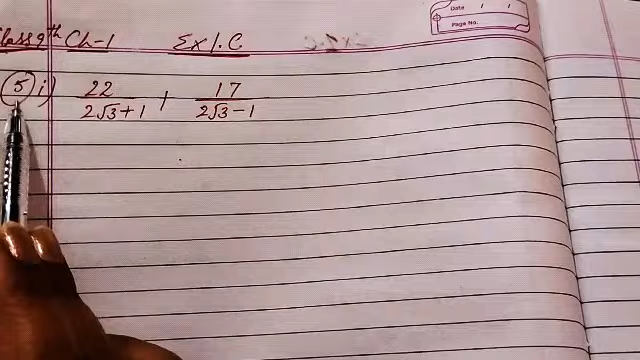 Date / /
Page No.
Class 9th Ch-1 Ex 1.C
5 i) 22/(2√3+1) + 17/(2√3-1)